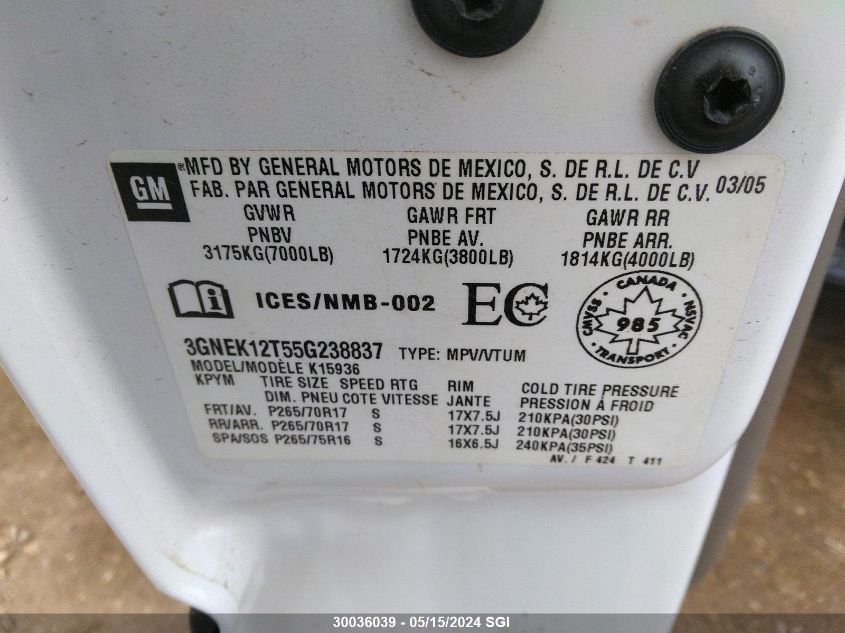 GM
®MFD BY GENERAL MOTORS DE MEXICO, S. DE R.L. DE C.V
FAB. PAR GENERAL MOTORS DE MEXICO, S. DE R.L. DE C.V. 03/05
GVWR GAWR FRT GAWR RR
PNBV PNBE AV. PNBE ARR.
3175KG(7000LB) 1724KG(3800LB) 1814KG(4000LB)
i ICES/NMB-002 EC
CANADA
CMVSS NSVAC
985
TRANSPORT
3GNEK12T55G238837 TYPE: MPV/VTUM
MODEL/MODÈLE K15936
KPYM TIRE SIZE SPEED RTG RIM COLD TIRE PRESSURE
DIM. PNEU COTE VITESSE JANTE PRESSION À FROID
FRT/AV. P265/70R17 S 17X7.5J 210KPA(30PSI)
RR/ARR. P265/70R17 S 17X7.5J 210KPA(30PSI)
SPA/SOS P265/75R16 S 16X6.5J 240KPA(35PSI)
AV. / F 424 T 411
30036039 - 05/15/2024 SGI